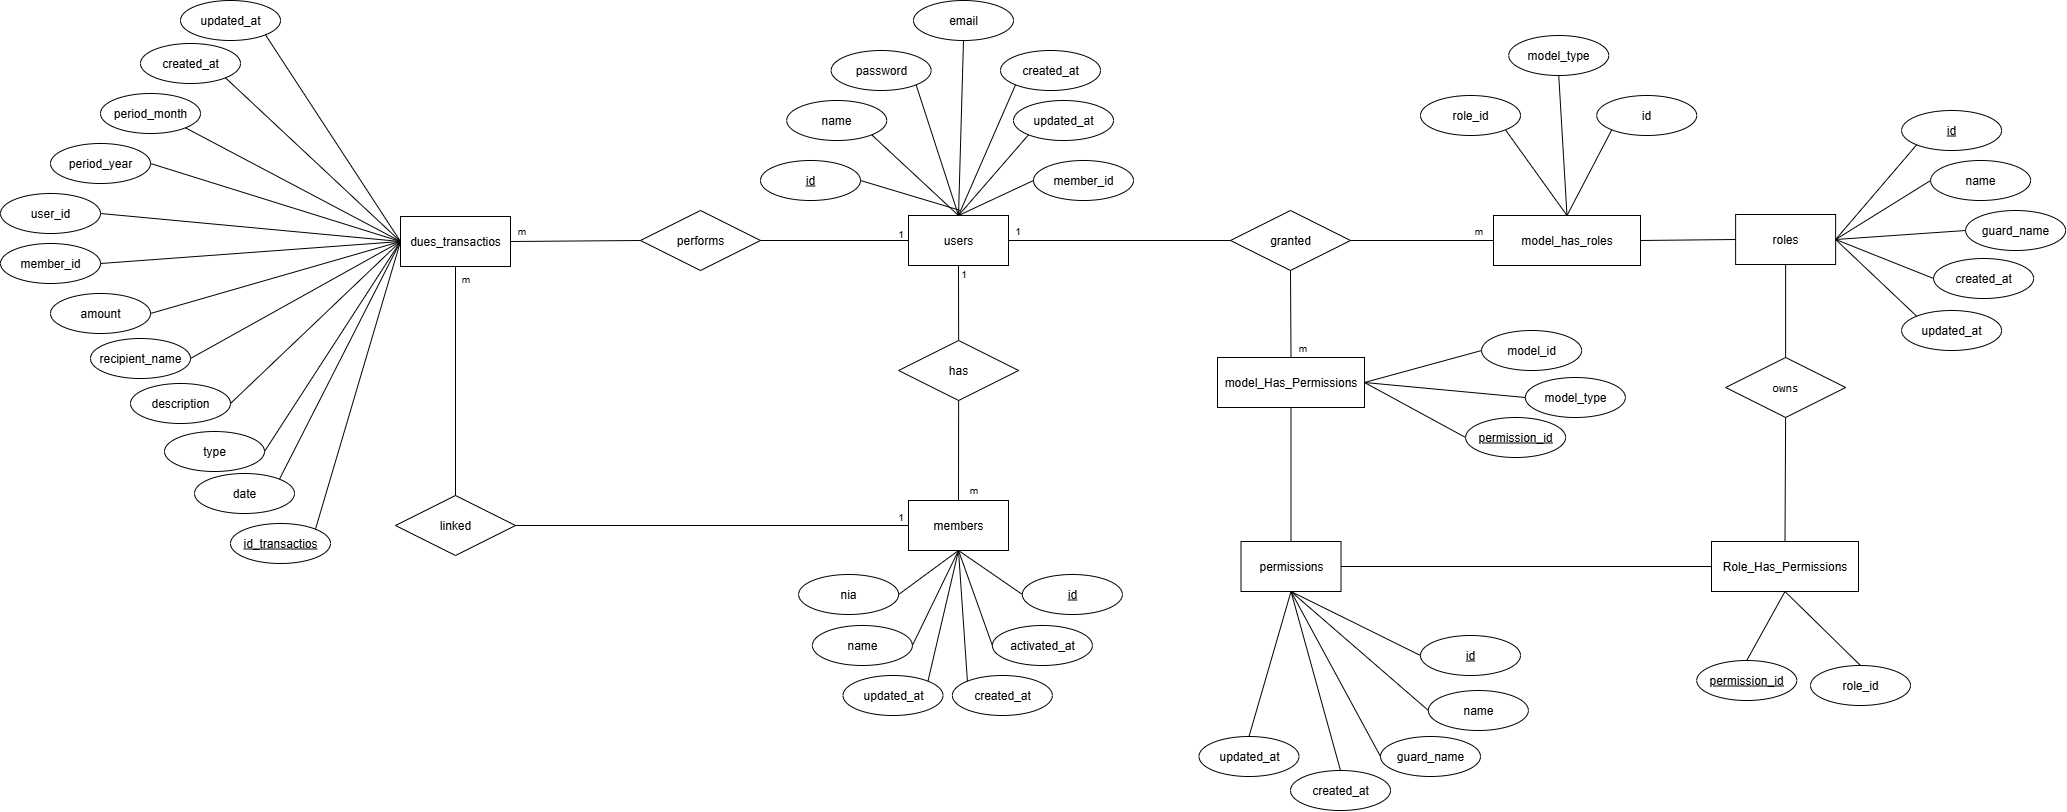 updated_at
created_at
period_month
period_year
user_id
member_id
amount
recipient_name
description
type
date
id_transactios
dues_transactios
m
m
performs
linked
email
password
created_at
name
updated_at
id
member_id
1
users
1
1
has
m
1
members
nia
id
name
activated_at
updated_at
created_at
granted
m
m
model_type
role_id
id
model_has_roles
id
name
guard_name
created_at
updated_at
roles
model_Has_Permissions
model_id
model_type
permission_id
owns
permissions
Role_Has_Permissions
id
name
guard_name
updated_at
created_at
permission_id
role_id